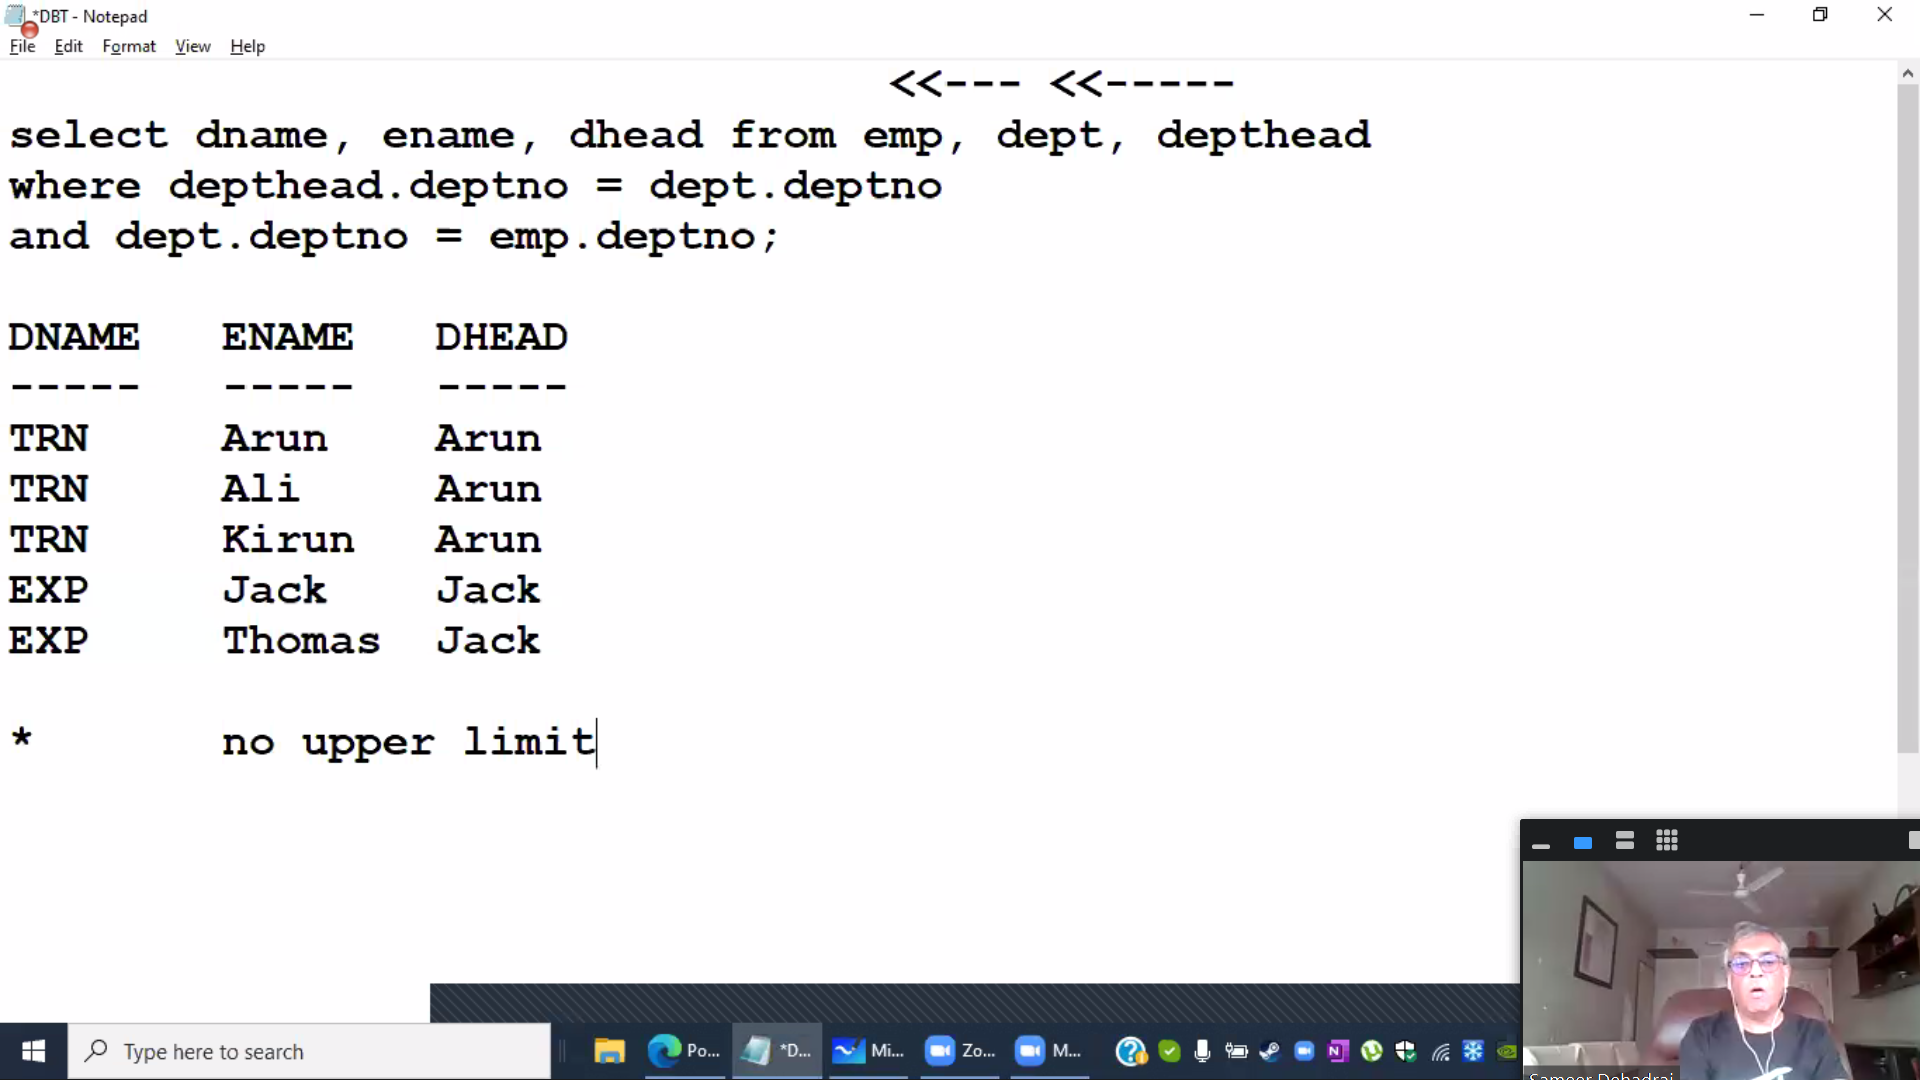 *DBT - Notepad
File Edit Format View Help
<<--- <<-----
select dname, ename, dhead from emp, dept, depthead
where depthead.deptno = dept.deptno
and dept.deptno = emp.deptno;
DNAME ENAME DHEAD
----- ----- -----
TRN Arun Arun
TRN Ali Arun
TRN Kirun Arun
EXP Jack Jack
EXP Thomas Jack
* no upper limit
Type here to search
Po... *D... Mi... Zo... M...